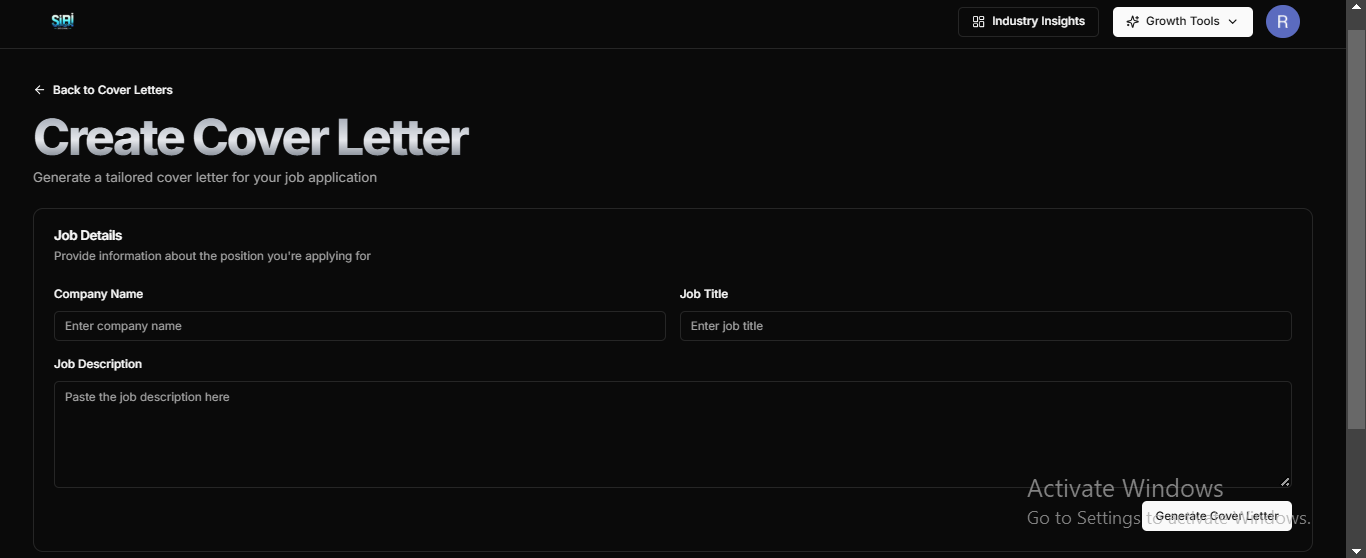 SiBi
Industry Insights
Growth Tools
R
Back to Cover Letters
Create Cover Letter
Generate a tailored cover letter for your job application
Job Details
Provide information about the position you're applying for
Company Name
Job Title
Enter company name
Enter job title
Job Description
Paste the job description here
Activate Windows
Go to Settings to activate Windows.
Generate Cover Letter